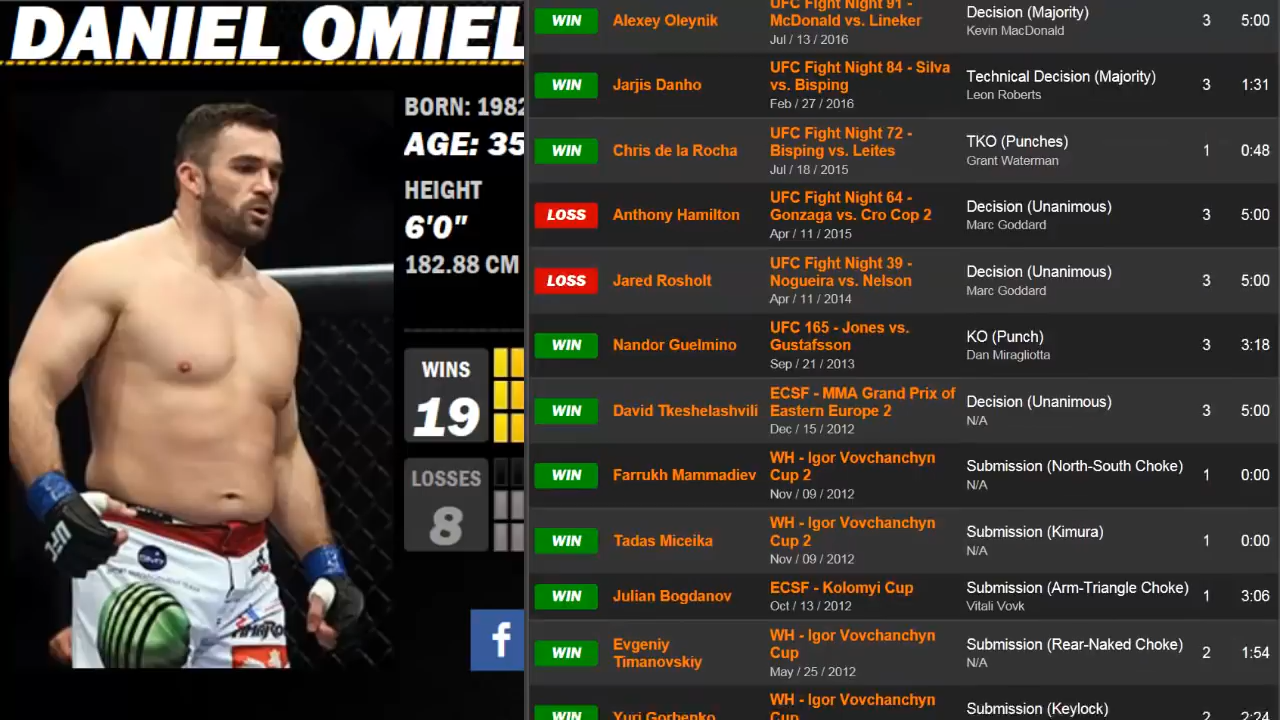 DANIEL OMIEL
BORN: 1982
AGE: 35
HEIGHT
6'0"
182.88 CM
WINS
19
LOSSES
8
f
UFC
UFC Fight Night 91 -
WIN Alexey Oleynik McDonald vs. Lineker Decision (Majority) 3 5:00
Jul / 13 / 2016 Kevin MacDonald
UFC Fight Night 84 - Silva
WIN Jarjis Danho vs. Bisping Technical Decision (Majority) 3 1:31
Feb / 27 / 2016 Leon Roberts
UFC Fight Night 72 -
WIN Chris de la Rocha Bisping vs. Leites TKO (Punches) 1 0:48
Jul / 18 / 2015 Grant Waterman
UFC Fight Night 64 -
LOSS Anthony Hamilton Gonzaga vs. Cro Cop 2 Decision (Unanimous) 3 5:00
Apr / 11 / 2015 Marc Goddard
UFC Fight Night 39 -
LOSS Jared Rosholt Nogueira vs. Nelson Decision (Unanimous) 3 5:00
Apr / 11 / 2014 Marc Goddard
UFC 165 - Jones vs.
WIN Nandor Guelmino Gustafsson KO (Punch) 3 3:18
Sep / 21 / 2013 Dan Miragliotta
ECSF - MMA Grand Prix of
WIN David Tkeshelashvili Eastern Europe 2 Decision (Unanimous) 3 5:00
Dec / 15 / 2012 N/A
WH - Igor Vovchanchyn
WIN Farrukh Mammadiev Cup 2 Submission (North-South Choke) 1 0:00
Nov / 09 / 2012 N/A
WH - Igor Vovchanchyn
WIN Tadas Miceika Cup 2 Submission (Kimura) 1 0:00
Nov / 09 / 2012 N/A
WIN Julian Bogdanov ECSF - Kolomyi Cup Submission (Arm-Triangle Choke) 1 3:06
Oct / 13 / 2012 Vitali Vovk
WH - Igor Vovchanchyn
WIN Evgeniy Timanovskiy Cup Submission (Rear-Naked Choke) 2 1:54
May / 25 / 2012 N/A
WH - Igor Vovchanchyn
WIN Yuri Gorbenko Cup Submission (Keylock) 2 2:24